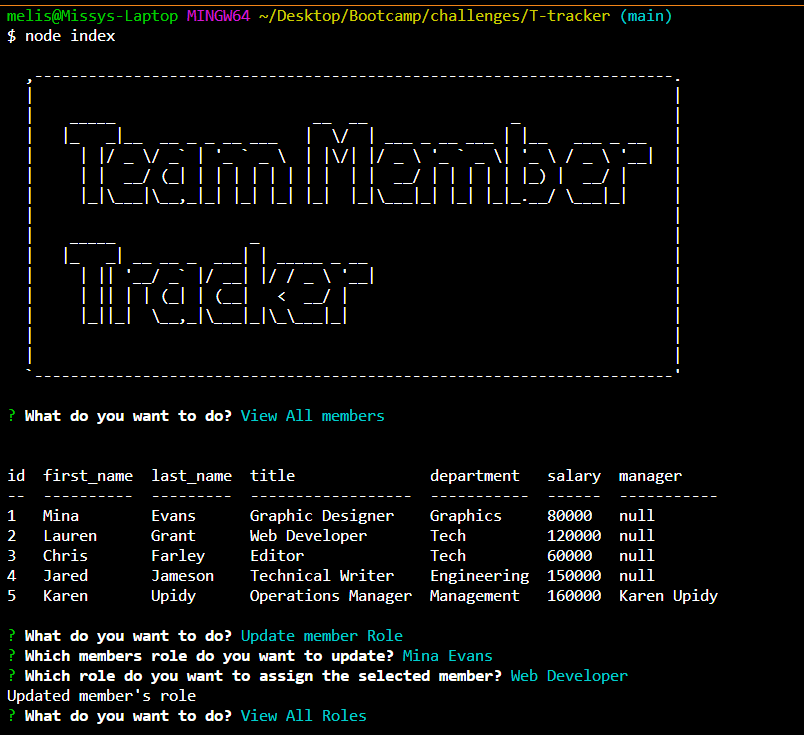 melis@Missys-Laptop MINGW64 ~/Desktop/Bootcamp/challenges/T-tracker (main)
$ node index
Team Member
Tracker
? What do you want to do? View All members
id  first_name  last_name  title               department   salary  manager
--  ----------  ---------  ------------------  -----------  ------  -----------
1   Mina        Evans      Graphic Designer    Graphics     80000   null
2   Lauren      Grant      Web Developer       Tech         120000  null
3   Chris       Farley     Editor              Tech         60000   null
4   Jared       Jameson    Technical Writer    Engineering  150000  null
5   Karen       Upidy      Operations Manager  Management   160000  Karen Upidy
? What do you want to do? Update member Role
? Which members role do you want to update? Mina Evans
? Which role do you want to assign the selected member? Web Developer
Updated member's role
? What do you want to do? View All Roles